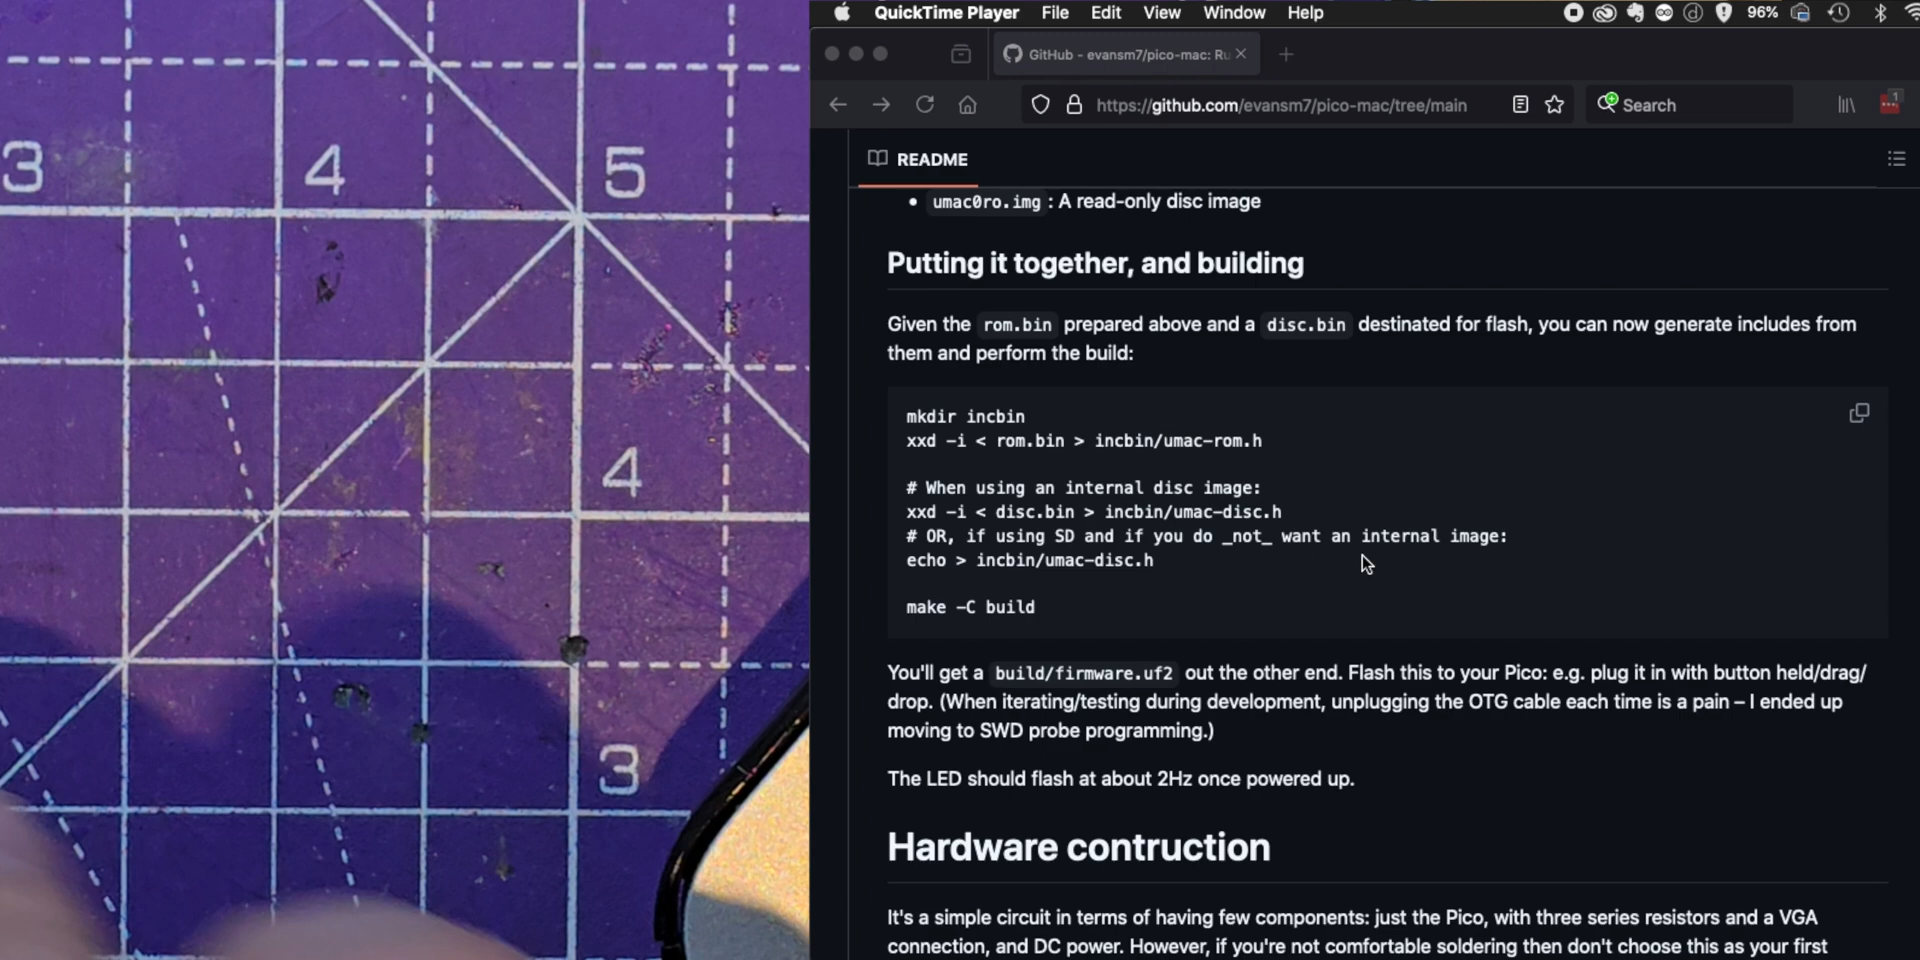 3
4
5
4
3
QuickTime Player File Edit View Window Help
96%
GitHub - evansm7/pico-mac: Ru
https://github.com/evansm7/pico-mac/tree/main
Search
1
README
umac0ro.img : A read-only disc image
Putting it together, and building
Given the rom.bin prepared above and a disc.bin destinated for flash, you can now generate includes from
them and perform the build:
mkdir incbin
xxd -i < rom.bin > incbin/umac-rom.h
# When using an internal disc image:
xxd -i < disc.bin > incbin/umac-disc.h
# OR, if using SD and if you do _not_ want an internal image:
echo > incbin/umac-disc.h
make -C build
You'll get a build/firmware.uf2 out the other end. Flash this to your Pico: e.g. plug it in with button held/drag/
drop. (When iterating/testing during development, unplugging the OTG cable each time is a pain – I ended up
moving to SWD probe programming.)
The LED should flash at about 2Hz once powered up.
Hardware contruction
It's a simple circuit in terms of having few components: just the Pico, with three series resistors and a VGA
connection, and DC power. However, if you're not comfortable soldering then don't choose this as your first